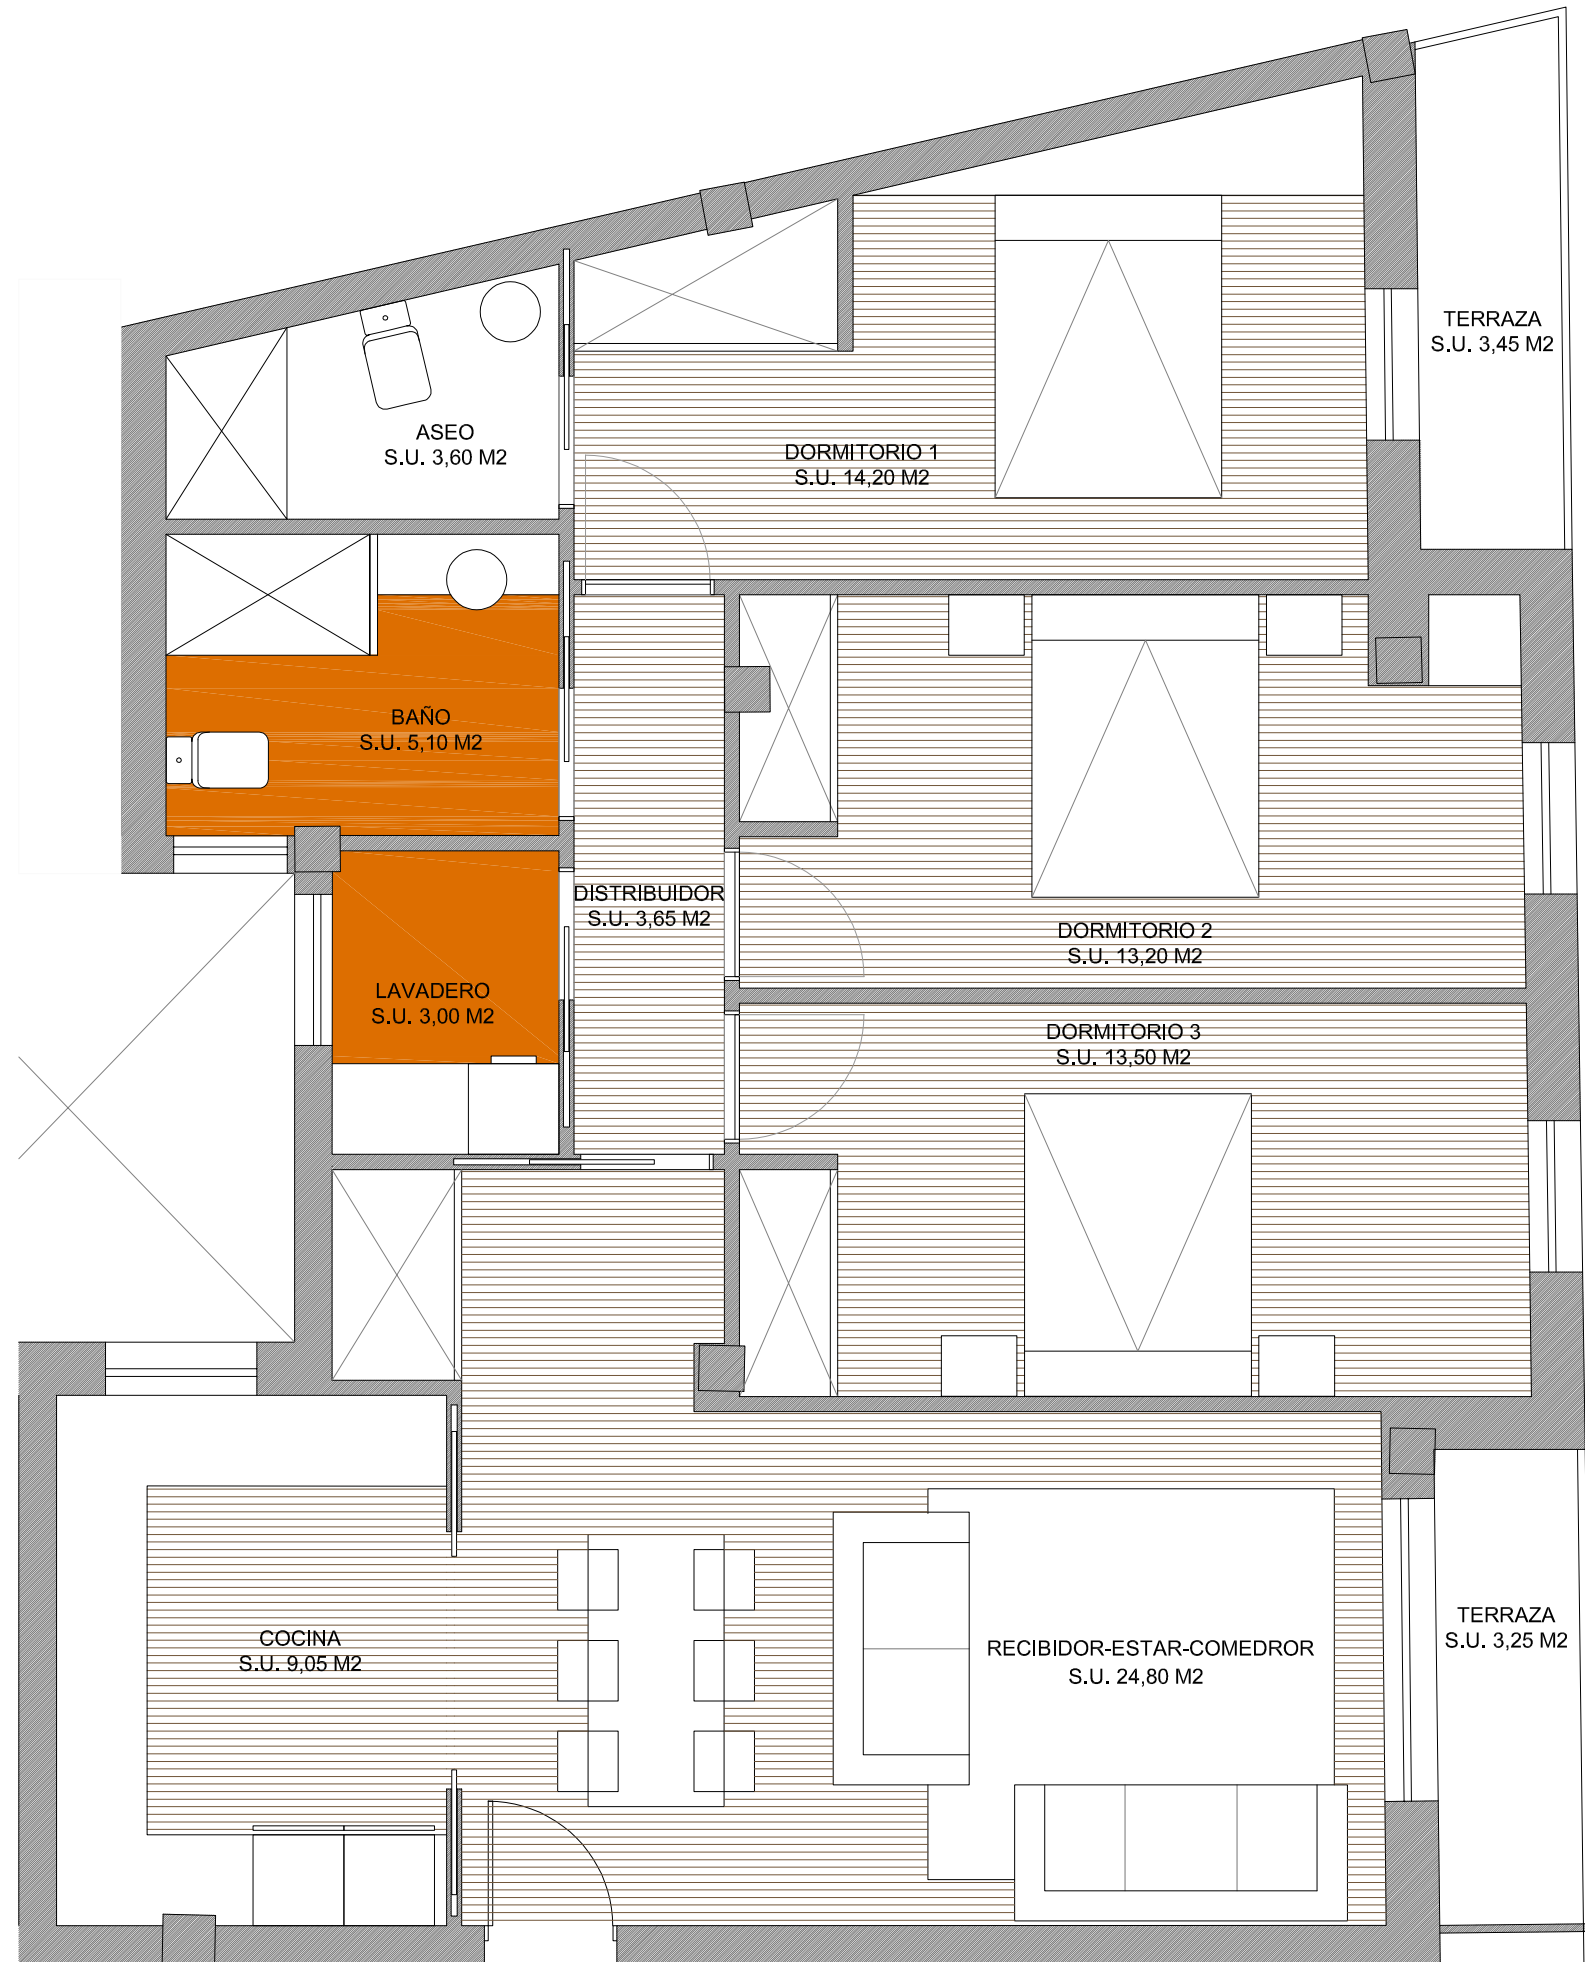 TERRAZA
S.U. 3,45 M2
ASEO
S.U. 3,60 M2
DORMITORIO 1
S.U. 14,20 M2
BAÑO
S.U. 5,10 M2
DISTRIBUIDOR
S.U. 3,65 M2
DORMITORIO 2
S.U. 13,20 M2
LAVADERO
S.U. 3,00 M2
DORMITORIO 3
S.U. 13,50 M2
TERRAZA
S.U. 3,25 M2
COCINA
S.U. 9,05 M2
RECIBIDOR-ESTAR-COMEDROR
S.U. 24,80 M2